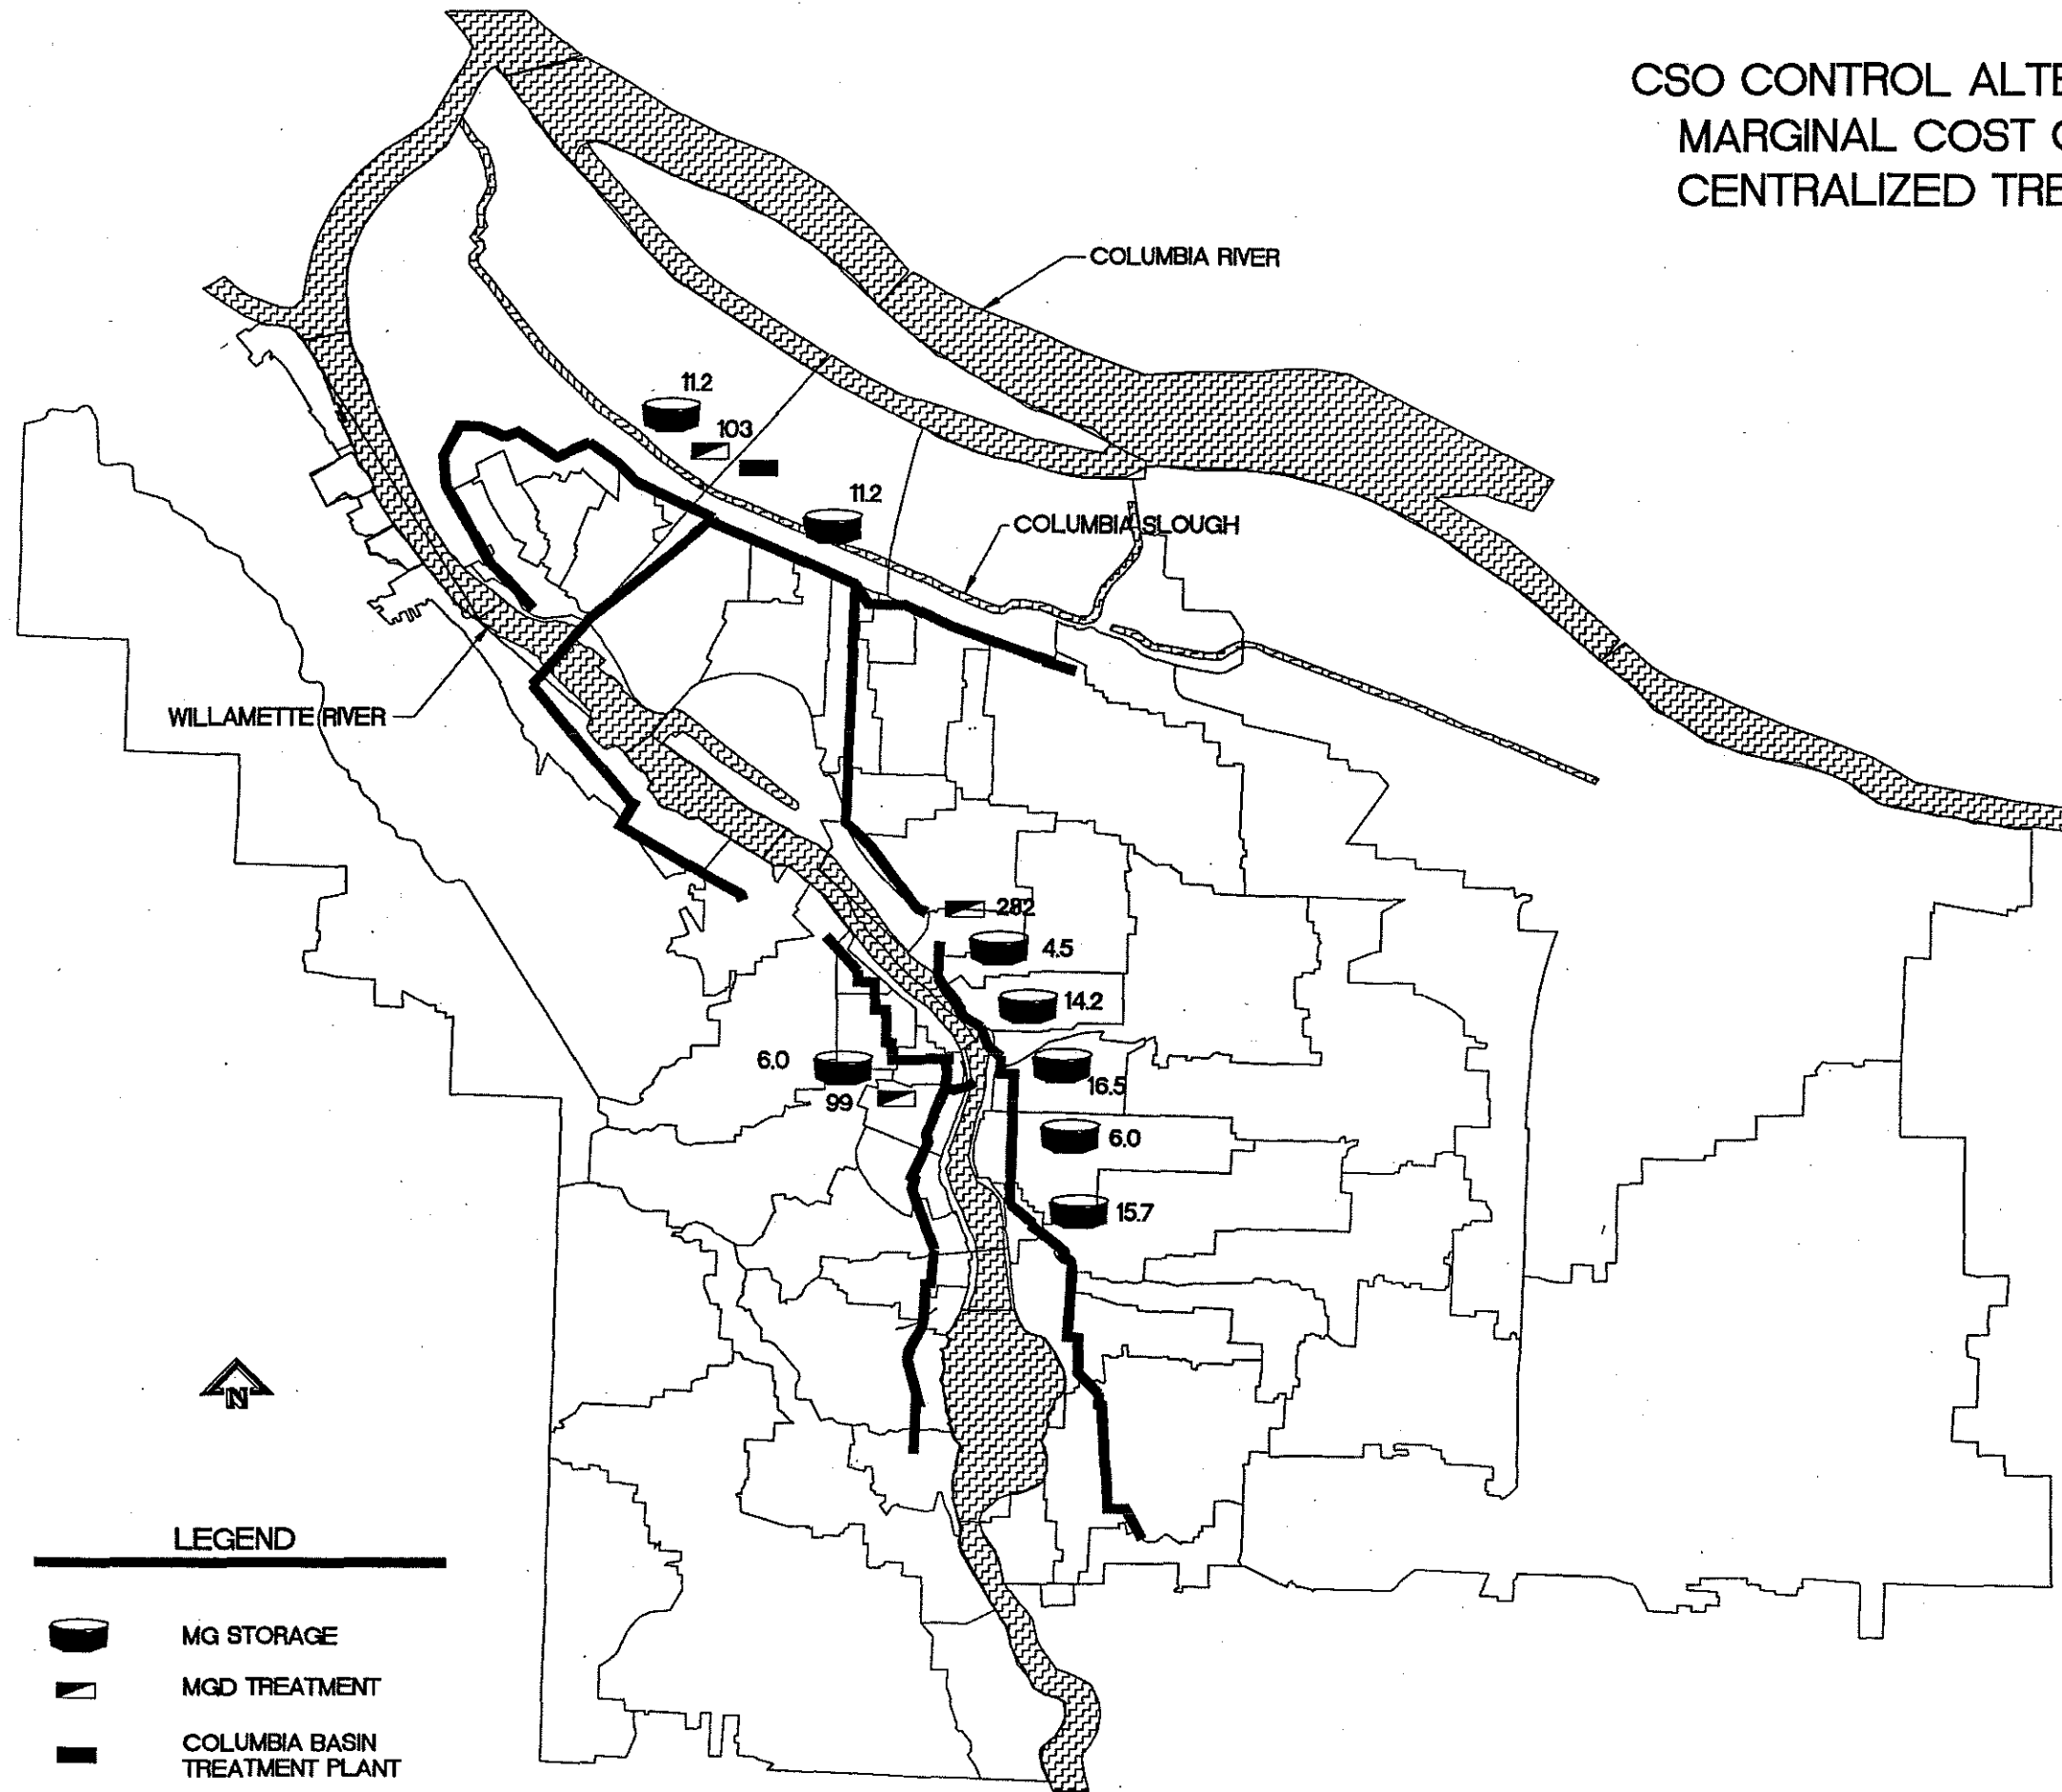 CSO CONTROL ALTE
MARGINAL COST
CENTRALIZED TRE
COLUMBIA RIVER
11.2
103
11.2
COLUMBIA SLOUGH
WILLAMETTE RIVER
282
4.5
14.2
6.0
16.5
99
6.0
15.7
N
LEGEND
MG STORAGE
MGD TREATMENT
COLUMBIA BASIN
TREATMENT PLANT